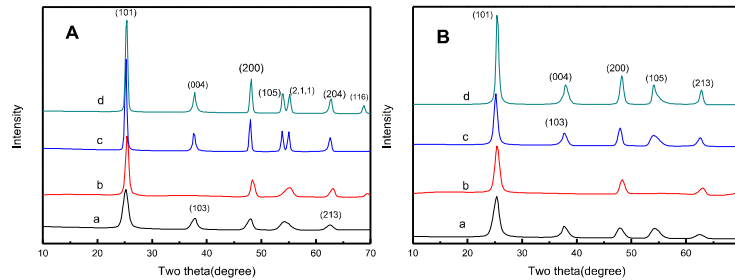 A
(101)
(004)
(200)
(105)
(2,1,1)
(204)
(116)
d
c
b
a
(103)
(213)
Intensity
10 20 30 40 50 60 70
Two theta(degree)
B
(101)
(004)
(200)
(105)
(213)
(103)
d
c
b
a
Intensity
10 20 30 40 50 60
Two theta(degree)